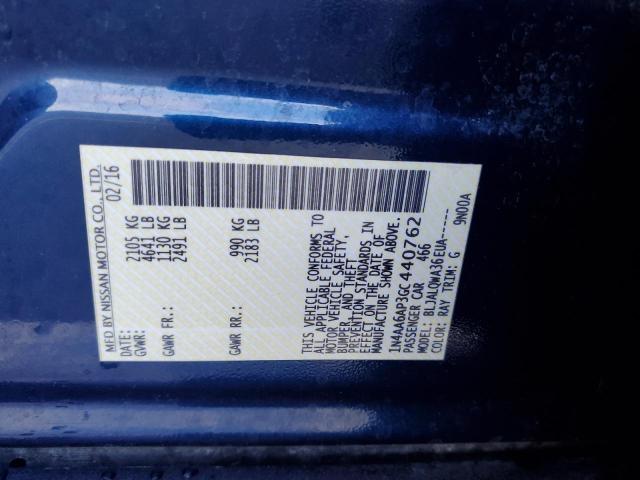 MFD BY NISSAN MOTOR CO., LTD.
DATE: 02/16
GVWR: 2105 KG
4641 LB
GAWR FR: 1130 KG
2491 LB
GAWR RR: 990 KG
2183 LB
THIS VEHICLE CONFORMS TO
ALL APPLICABLE FEDERAL
MOTOR VEHICLE SAFETY,
BUMPER, AND THEFT
PREVENTION STANDARDS IN
EFFECT ON THE DATE OF
MANUFACTURE SHOWN ABOVE.
1N4AA6AP3GC440762
PASSENGER CAR 466
MODEL: BLJALQWA36EUA-----
COLOR: RAY TRIM: G 9N00A